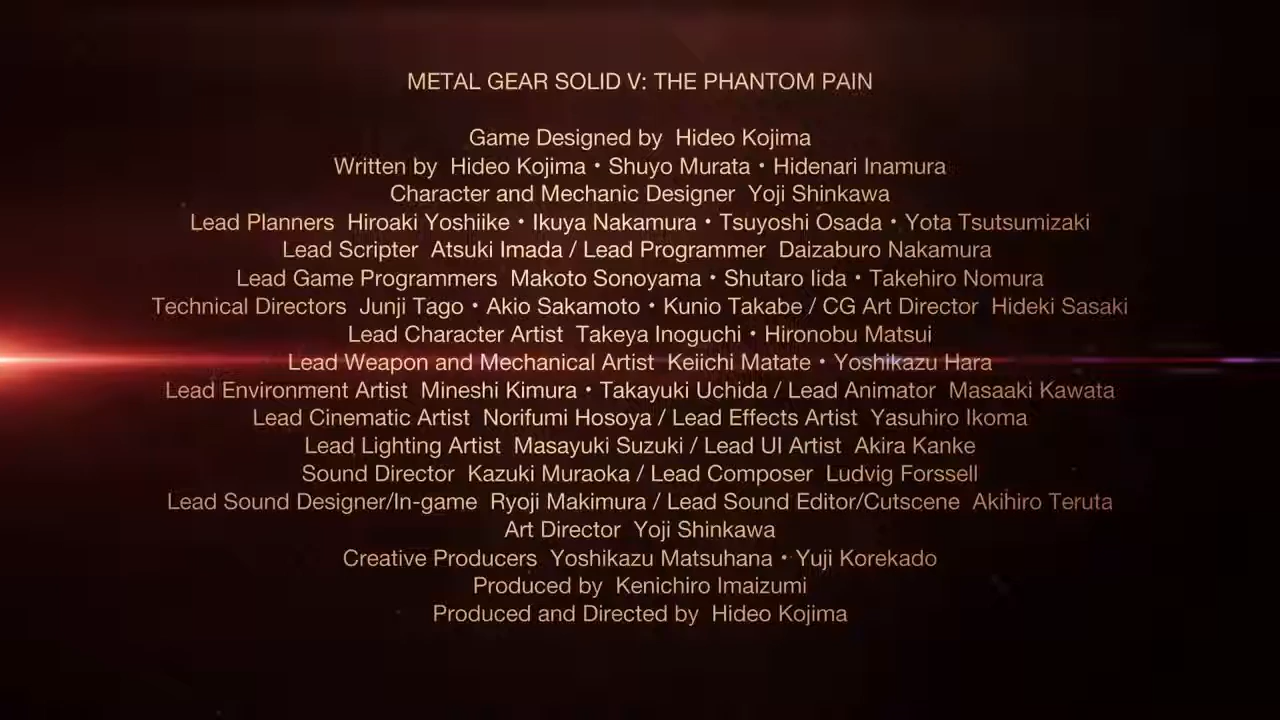 METAL GEAR SOLID V: THE PHANTOM PAIN
Game Designed by Hideo Kojima
Written by Hideo Kojima・Shuyo Murata・Hidenari Inamura
Character and Mechanic Designer Yoji Shinkawa
Lead Planners Hiroaki Yoshiike・Ikuya Nakamura・Tsuyoshi Osada・Yota Tsutsumizaki
Lead Scripter Atsuki Imada / Lead Programmer Daizaburo Nakamura
Lead Game Programmers Makoto Sonoyama・Shutaro Iida・Takehiro Nomura
Technical Directors Junji Tago・Akio Sakamoto・Kunio Takabe / CG Art Director Hideki Sasaki
Lead Character Artist Takeya Inoguchi・Hironobu Matsui
Lead Weapon and Mechanical Artist Keiichi Matate・Yoshikazu Hara
Lead Environment Artist Mineshi Kimura・Takayuki Uchida / Lead Animator Masaaki Kawata
Lead Cinematic Artist Norifumi Hosoya / Lead Effects Artist Yasuhiro Ikoma
Lead Lighting Artist Masayuki Suzuki / Lead UI Artist Akira Kanke
Sound Director Kazuki Muraoka / Lead Composer Ludvig Forssell
Lead Sound Designer/In-game Ryoji Makimura / Lead Sound Editor/Cutscene Akihiro Teruta
Art Director Yoji Shinkawa
Creative Producers Yoshikazu Matsuhana・Yuji Korekado
Produced by Kenichiro Imaizumi
Produced and Directed by Hideo Kojima